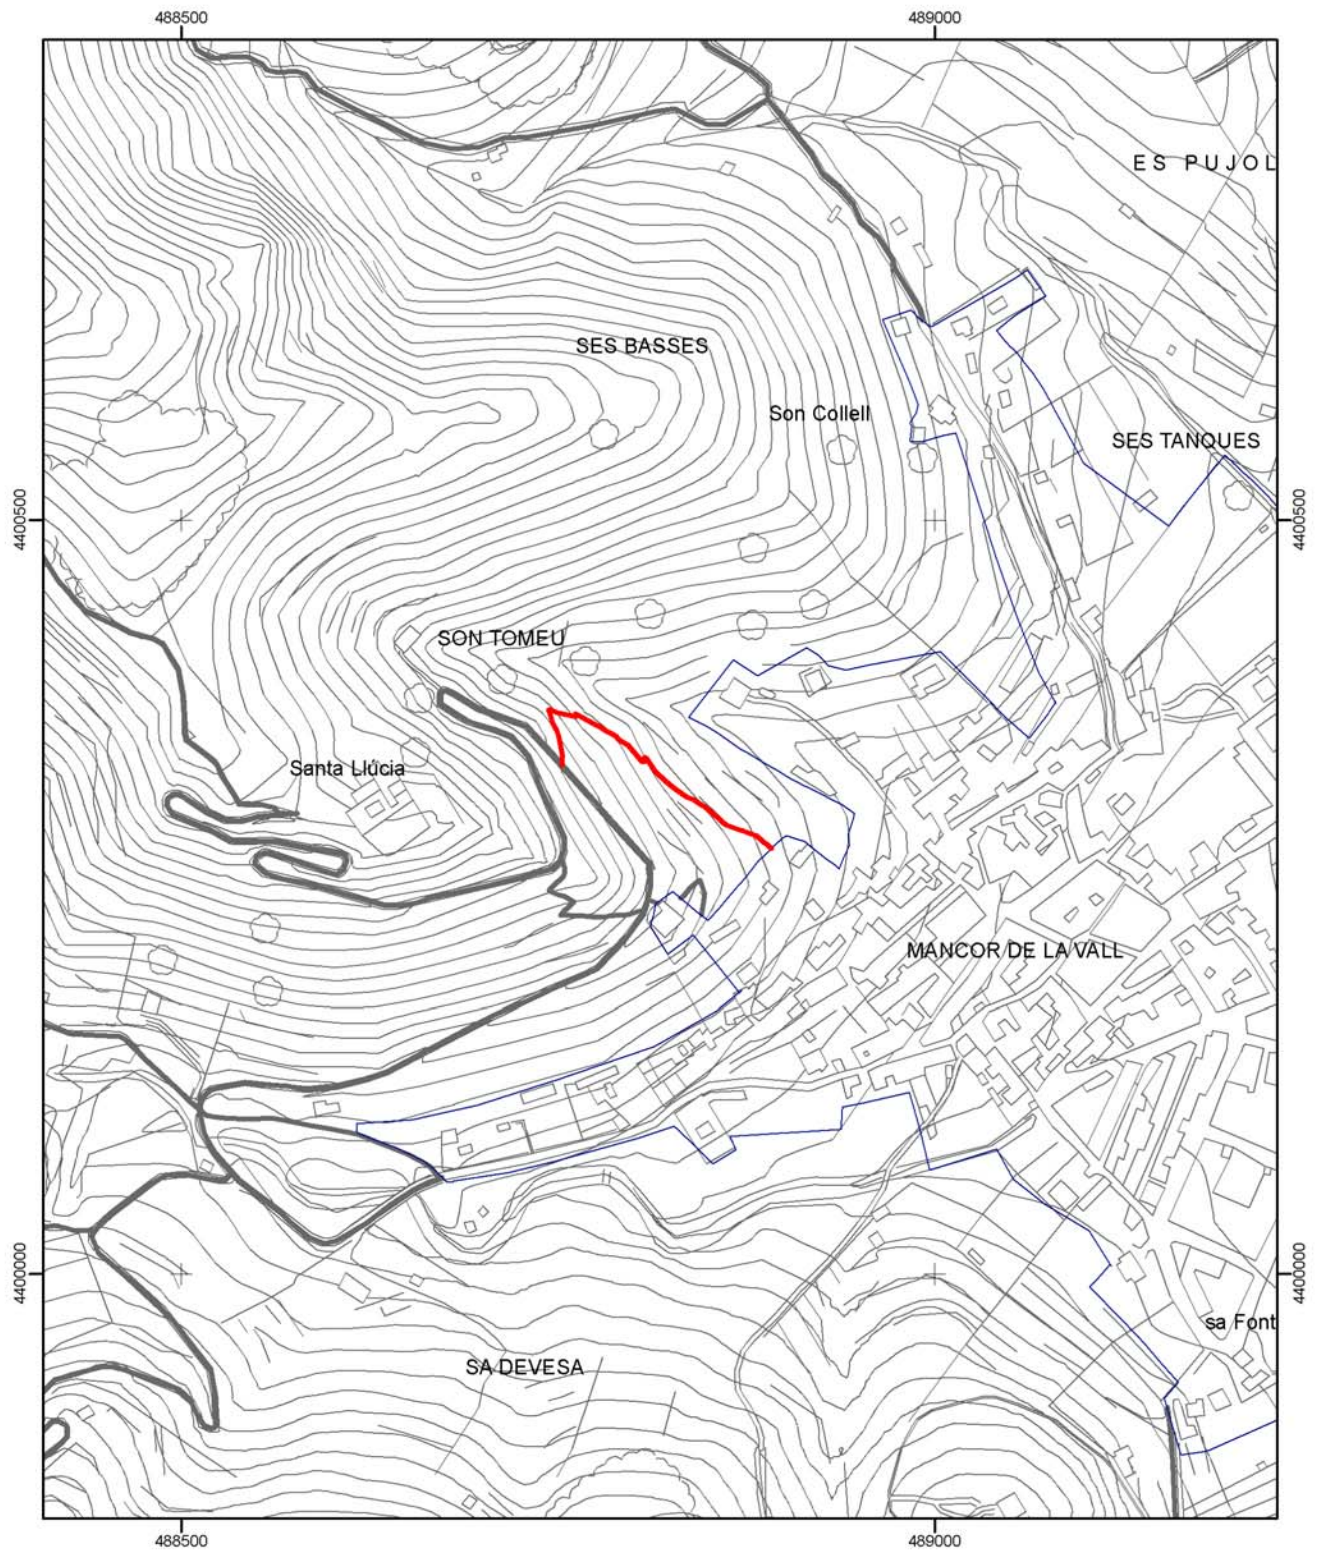 488500
489000
ES PUJOL
SES BASSES
Son Collell
SES TANQUES
4400500
4400500
SON TOMEU
Santa Llúcia
MANCOR DE LA VALL
4400000
4400000
sa Font
SA DEVESA
488500
489000